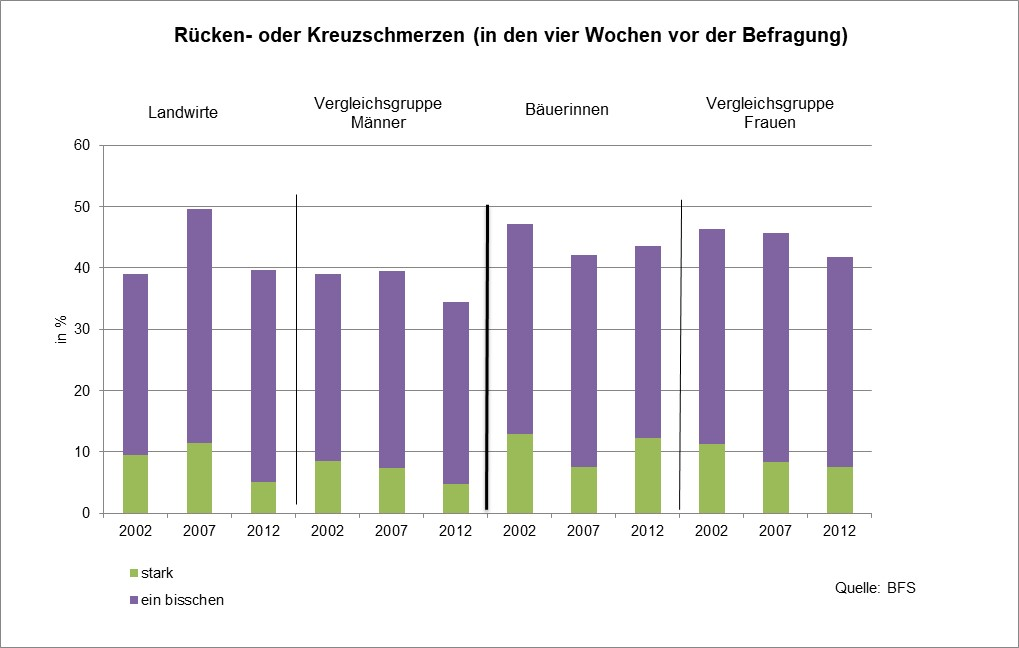 Rücken- oder Kreuzschmerzen (in den vier Wochen vor der Befragung)
Landwirte
Vergleichsgruppe
Männer
Bäuerinnen
Vergleichsgruppe
Frauen
60
50
40
30
20
10
0
in %
2002 2007 2012 2002 2007 2012 2002 2007 2012 2002 2007 2012
stark
ein bisschen
Quelle: BFS